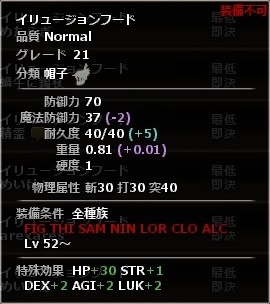 装備不可
イリュージョンフード
品質 Normal
グレード 21
分類 帽子
防御力 70
魔法防御力 37 (-2)
耐久度 40/40 (+5)
重量 0.81 (+0.01)
硬度 1
物理属性 斬30 打30 突40
装備条件 全種族
FIG THI SAM NIN LOR CLO ALC
Lv 52～
特殊効果 HP+30 STR+1
DEX+2 AGI+2 LUK+2